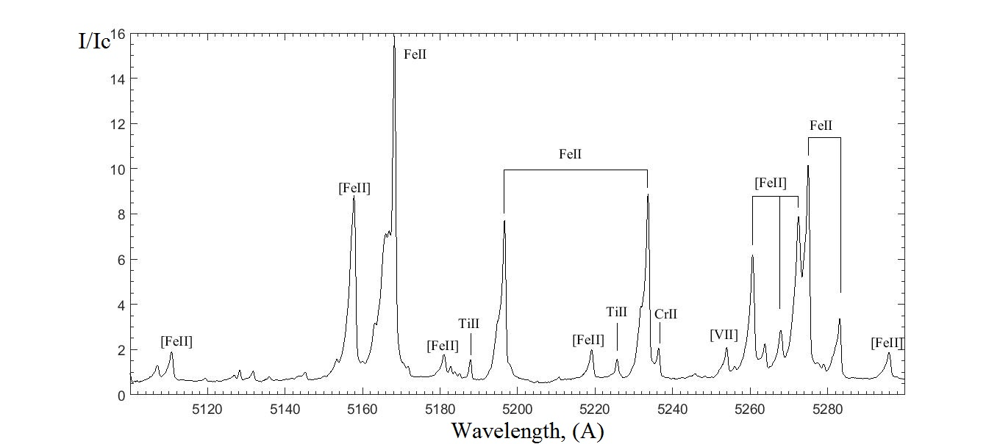 I/Ic
16
14
12
10
8
6
4
2
0
FeII
[FeII]
FeII
FeII
[FeII]
[FeII]
[FeII]
TiII
[FeII]
TiII
CrII
[VII]
[FeII]
5120 5140 5160 5180 5200 5220 5240 5260 5280
Wavelength, (A)